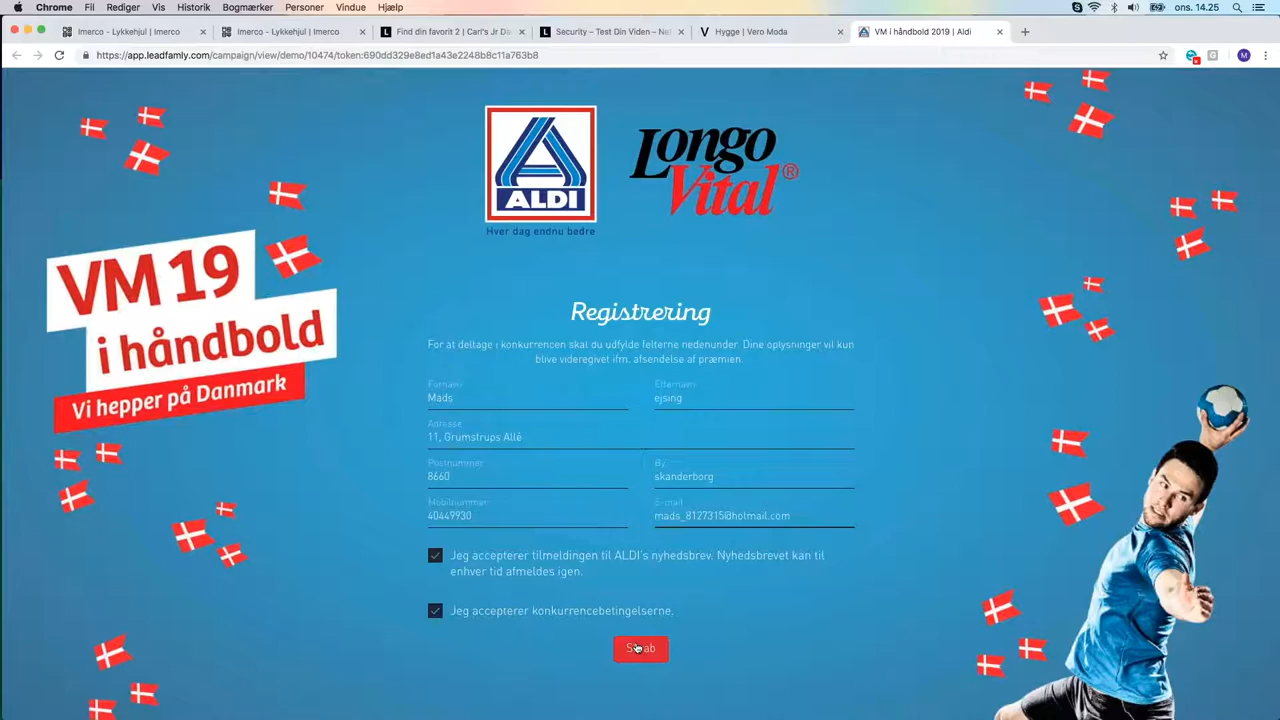 Chrome Fil Rediger Vis Historik Bogmærker Personer Vindue Hjælp ons. 14.25
Imerco - Lykkehjul | Imerco
Imerco - Lykkehjul | Imerco
Find din favorit 2 | Carl's Jr Da
Security – Test Din Viden – Net
Hygge | Vero Moda
VM i håndbold 2019 | Aldi
https://app.leadfamly.com/campaign/view/demo/10474/token:690dd329e8ed1a43e2248b8c11a763b8
ALDI
Hver dag endnu bedre
Longo
Vital®
VM 19
i håndbold
Vi hepper på Danmark
Registrering
For at deltage i konkurrencen skal du udfylde felterne nedenunder. Dine oplysninger vil kun
blive videregivet ifm. afsendelse af præmien.
Fornavn Efternavn
Mads ejsing
Adresse
11, Grumstrups Allé
Postnummer By
8660 skanderborg
Mobilnummer E-mail
40449930 mads_8127315@hotmail.com
Jeg accepterer tilmeldingen til ALDI's nyhedsbrev. Nyhedsbrevet kan til
enhver tid afmeldes igen.
Jeg accepterer konkurrencebetingelserne.